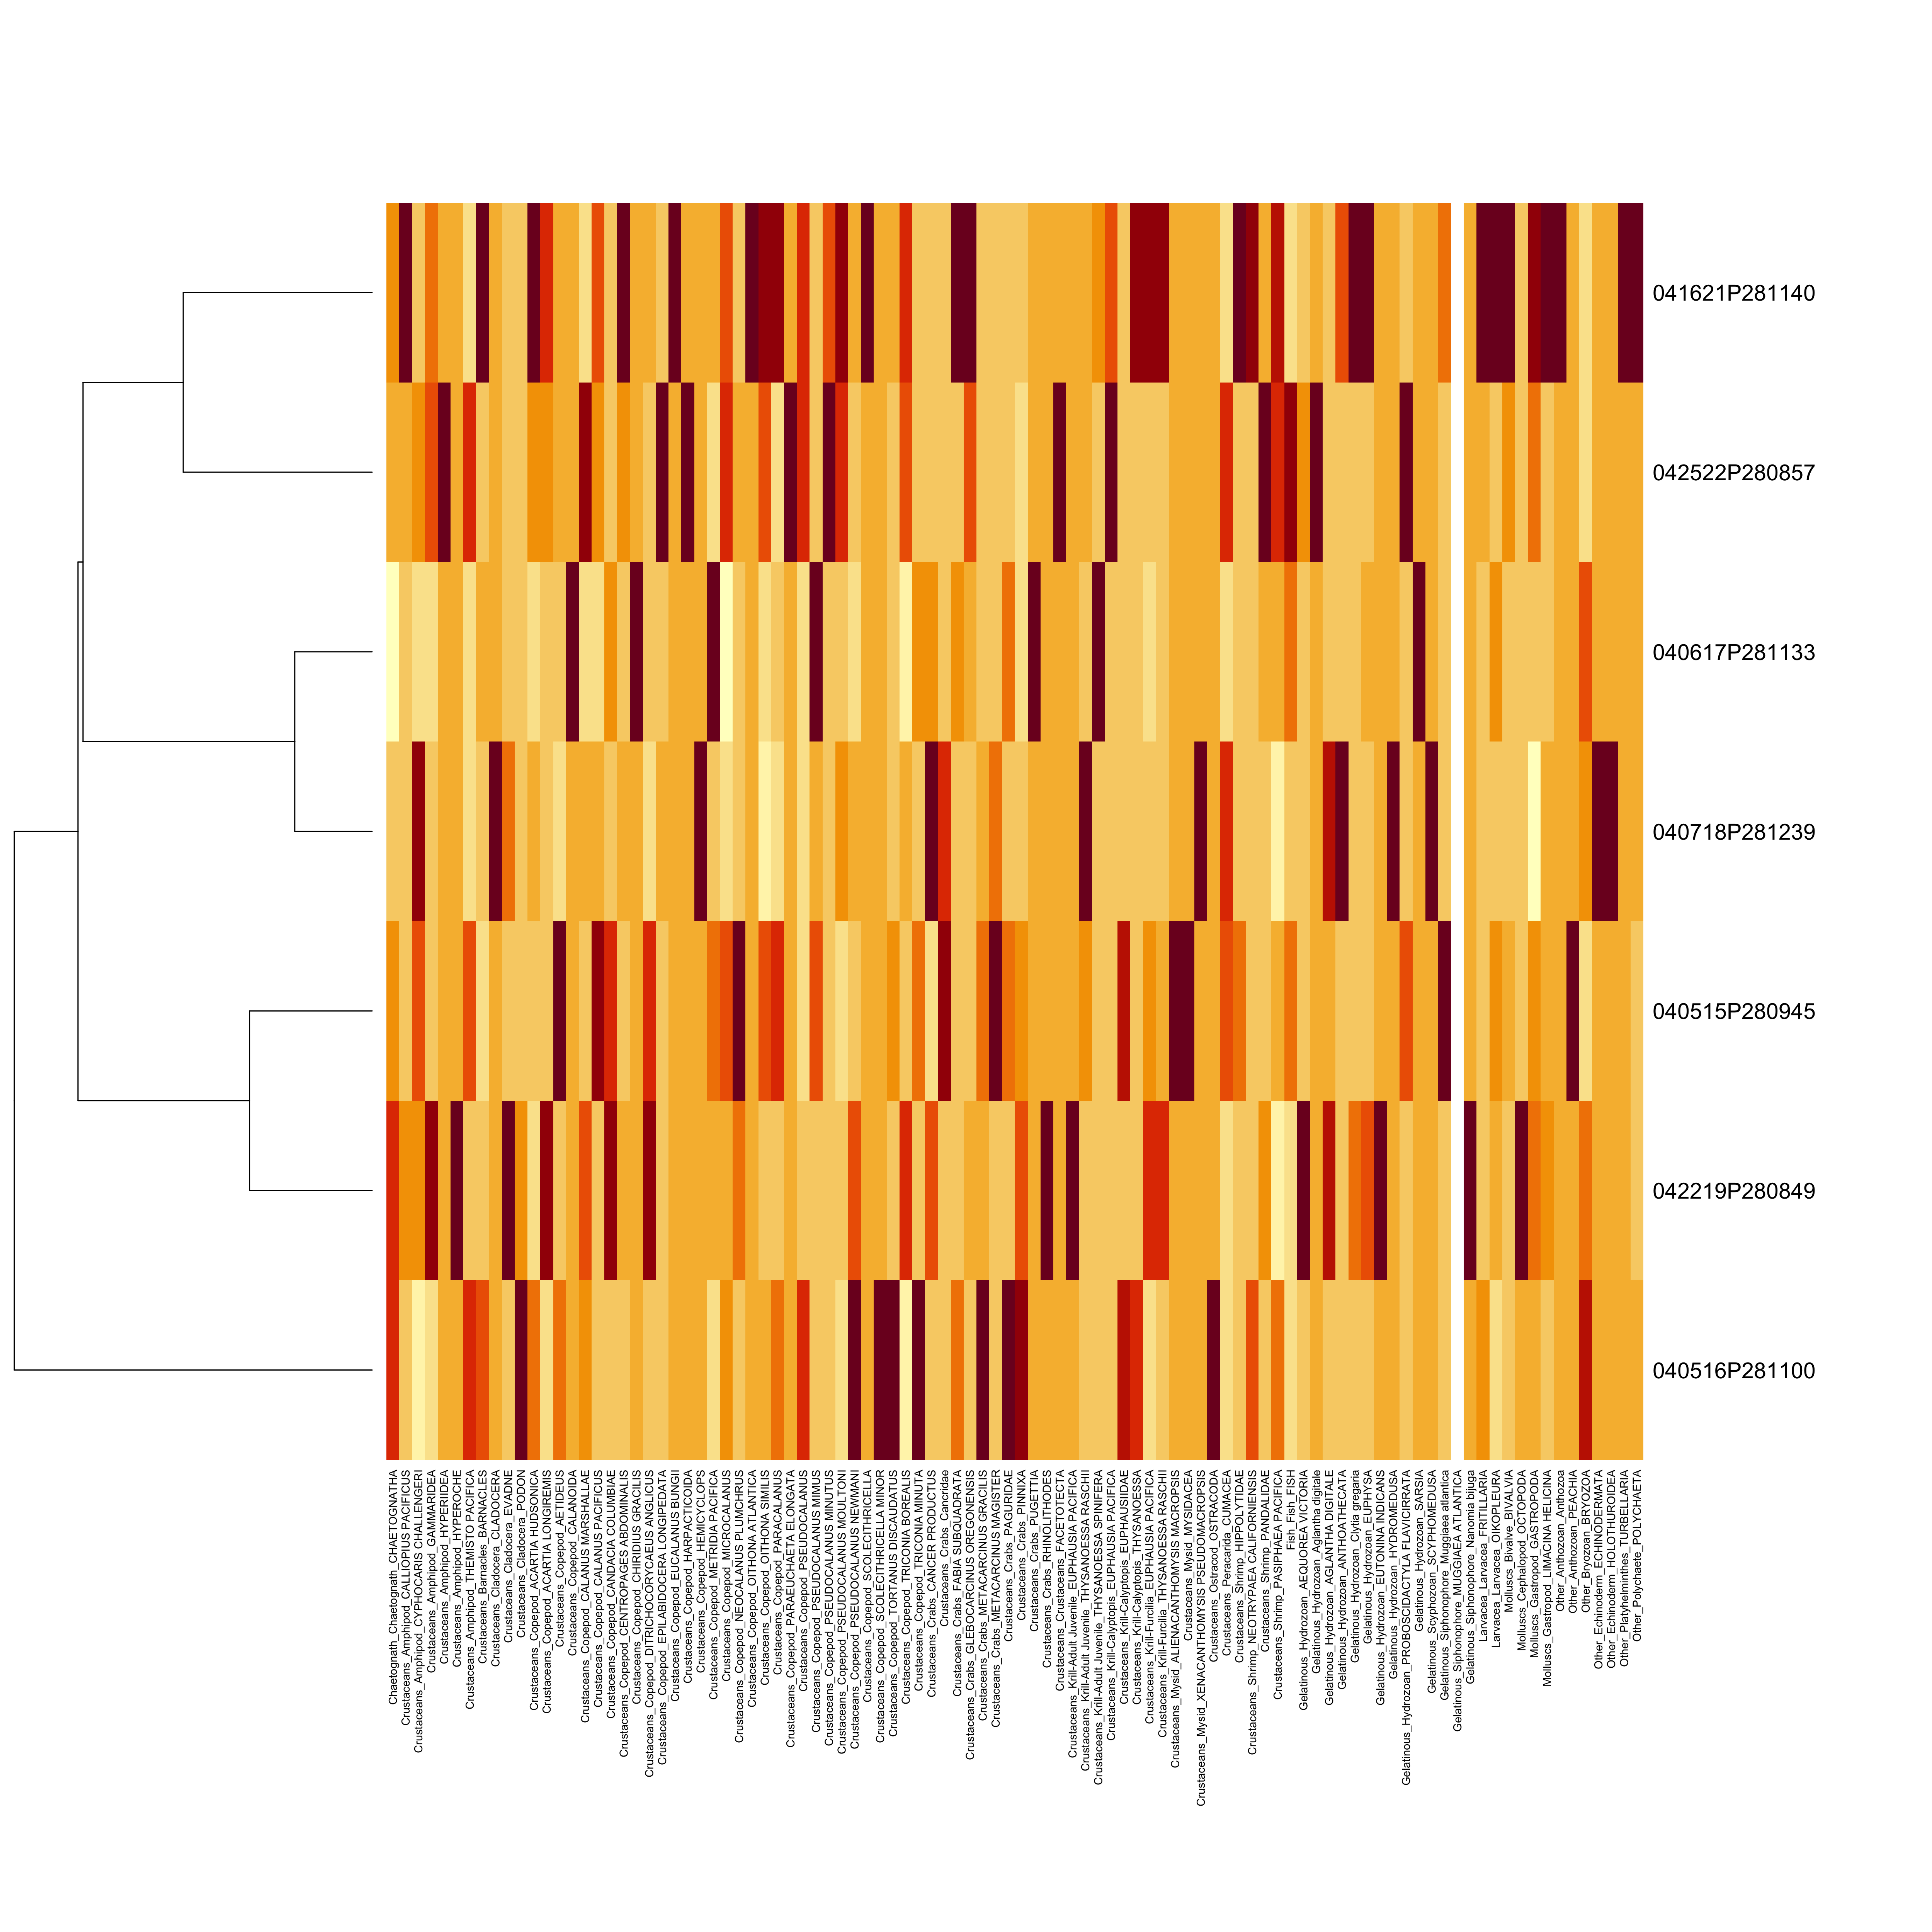 041621P281140
042522P280857
040617P281133
040718P281239
040515P280945
042219P280849
040516P281100
Chaetognath_Chaetognath_CHAETOGNATHA
Crustaceans_Amphipod_CALLIOPIUS PACIFICUS
Crustaceans_Amphipod_CYPHOCARIS CHALLENGERI
Crustaceans_Amphipod_GAMMARIDEA
Crustaceans_Amphipod_HYPERIIDEA
Crustaceans_Amphipod_HYPEROCHE
Crustaceans_Amphipod_THEMISTO PACIFICA
Crustaceans_Barnacles_BARNACLES
Crustaceans_Cladocera_CLADOCERA
Crustaceans_Cladocera_EVADNE
Crustaceans_Cladocera_PODON
Crustaceans_Copepod_ACARTIA HUDSONICA
Crustaceans_Copepod_ACARTIA LONGIREMIS
Crustaceans_Copepod_AETIDEUS
Crustaceans_Copepod_CALANOIDA
Crustaceans_Copepod_CALANUS MARSHALLAE
Crustaceans_Copepod_CALANUS PACIFICUS
Crustaceans_Copepod_CANDACIA COLUMBIAE
Crustaceans_Copepod_CENTROPAGES ABDOMINALIS
Crustaceans_Copepod_CHIRIDIUS GRACILIS
Crustaceans_Copepod_DITRICHOCORYCAEUS ANGLICUS
Crustaceans_Copepod_EPILABIDOCERA LONGIPEDATA
Crustaceans_Copepod_EUCALANUS BUNGII
Crustaceans_Copepod_HARPACTICOIDA
Crustaceans_Copepod_HEMICYCLOPS
Crustaceans_Copepod_METRIDIA PACIFICA
Crustaceans_Copepod_MICROCALANUS
Crustaceans_Copepod_NEOCALANUS PLUMCHRUS
Crustaceans_Copepod_OITHONA ATLANTICA
Crustaceans_Copepod_OITHONA SIMILIS
Crustaceans_Copepod_PARACALANUS
Crustaceans_Copepod_PARAEUCHAETA ELONGATA
Crustaceans_Copepod_PSEUDOCALANUS
Crustaceans_Copepod_PSEUDOCALANUS MIMUS
Crustaceans_Copepod_PSEUDOCALANUS MINUTUS
Crustaceans_Copepod_PSEUDOCALANUS MOULTONI
Crustaceans_Copepod_PSEUDOCALANUS NEWMANI
Crustaceans_Copepod_SCOLECITHRICELLA
Crustaceans_Copepod_SCOLECITHRICELLA MINOR
Crustaceans_Copepod_TORTANUS DISCAUDATUS
Crustaceans_Copepod_TRICONIA BOREALIS
Crustaceans_Copepod_TRICONIA MINUTA
Crustaceans_Crabs_CANCER PRODUCTUS
Crustaceans_Crabs_Cancridae
Crustaceans_Crabs_FABIA SUBQUADRATA
Crustaceans_Crabs_GLEBOCARCINUS OREGONENSIS
Crustaceans_Crabs_METACARCINUS GRACILIS
Crustaceans_Crabs_METACARCINUS MAGISTER
Crustaceans_Crabs_PAGURIDAE
Crustaceans_Crabs_PINNIXA
Crustaceans_Crabs_PUGETTIA
Crustaceans_Crabs_RHINOLITHODES
Crustaceans_Crustaceans_FACETOTECTA
Crustaceans_Krill-Adult Juvenile_EUPHAUSIA PACIFICA
Crustaceans_Krill-Adult Juvenile_THYSANOESSA RASCHII
Crustaceans_Krill-Adult Juvenile_THYSANOESSA SPINIFERA
Crustaceans_Krill-Calyptopis_EUPHAUSIA PACIFICA
Crustaceans_Krill-Calyptopis_EUPHAUSIIDAE
Crustaceans_Krill-Calyptopis_THYSANOESSA
Crustaceans_Krill-Furcilia_EUPHAUSIA PACIFICA
Crustaceans_Krill-Furcilia_THYSANOESSA RASCHII
Crustaceans_Mysid_ALIENACANTHOMYSIS MACROPSIS
Crustaceans_Mysid_MYSIDACEA
Crustaceans_Mysid_XENACANTHOMYSIS PSEUDOMACROPSIS
Crustaceans_Ostracod_OSTRACODA
Crustaceans_Peracarida_CUMACEA
Crustaceans_Shrimp_HIPPOLYTIDAE
Crustaceans_Shrimp_NEOTRYPAEA CALIFORNIENSIS
Crustaceans_Shrimp_PANDALIDAE
Crustaceans_Shrimp_PASIPHAEA PACIFICA
Fish_Fish_FISH
Gelatinous_Hydrozoan_AEQUOREA VICTORIA
Gelatinous_Hydrozoan_Aglantha digitale
Gelatinous_Hydrozoan_AGLANTHA DIGITALE
Gelatinous_Hydrozoan_ANTHOATHECATA
Gelatinous_Hydrozoan_Clytia gregaria
Gelatinous_Hydrozoan_EUPHYSA
Gelatinous_Hydrozoan_EUTONINA INDICANS
Gelatinous_Hydrozoan_HYDROMEDUSA
Gelatinous_Hydrozoan_PROBOSCIDACTYLA FLAVICIRRATA
Gelatinous_Hydrozoan_SARSIA
Gelatinous_Scyphozoan_SCYPHOMEDUSA
Gelatinous_Siphonophore_Muggiaea atlantica
Gelatinous_Siphonophore_MUGGIAEA ATLANTICA
Gelatinous_Siphonophore_Nanomia bijuga
Larvacea_Larvacea_FRITILLARIA
Larvacea_Larvacea_OIKOPLEURA
Molluscs_Bivalve_BIVALVIA
Molluscs_Cephalopod_OCTOPODA
Molluscs_Gastropod_GASTROPODA
Molluscs_Gastropod_LIMACINA HELICINA
Other_Anthozoan_Anthozoa
Other_Anthozoan_PEACHIA
Other_Bryozoan_BRYOZOA
Other_Echinoderm_ECHINODERMATA
Other_Echinoderm_HOLOTHUROIDEA
Other_Platyhelminthes_TURBELLARIA
Other_Polychaete_POLYCHAETA